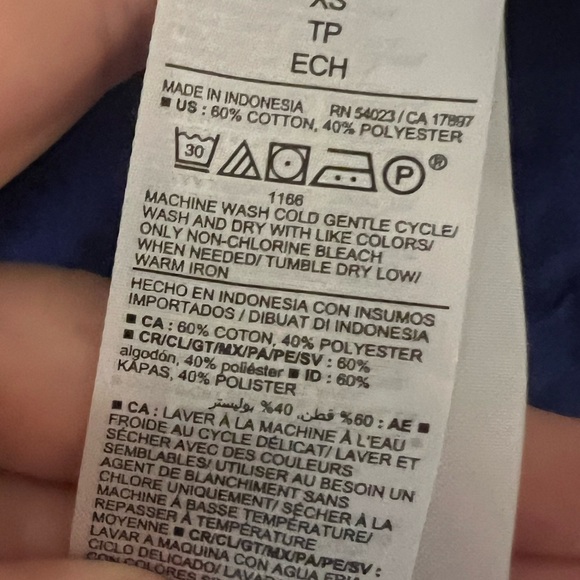 XS
TP
ECH
MADE IN INDONESIA RN 54023 / CA 17897
■ US : 60% COTTON, 40% POLYESTER
30 P ®
1166
MACHINE WASH COLD GENTLE CYCLE/
WASH AND DRY WITH LIKE COLORS/
ONLY NON-CHLORINE BLEACH
WHEN NEEDED/ TUMBLE DRY LOW/
WARM IRON
HECHO EN INDONESIA CON INSUMOS
IMPORTADOS / DIBUAT DI INDONESIA
■ CA : 60% COTON, 40% POLYESTER
■ CR/CL/GT/MX/PA/PE/SV : 60%
algodón, 40% poliéster ■ ID : 60%
KAPAS, 40% POLISTER
■ AE : 60% قطن, 40% بوليستر
■ CA : LAVER À LA MACHINE À L'EAU
FROIDE AU CYCLE DÉLICAT/ LAVER ET
SÉCHER AVEC DES COULEURS
SEMBLABLES/ UTILISER AU BESOIN UN
AGENT DE BLANCHIMENT SANS
CHLORE UNIQUEMENT/ SÉCHER À LA
MACHINE À BASSE TEMPÉRATURE/
REPASSER À TEMPÉRATURE
MOYENNE ■ CR/CL/GT/MX/PA/PE/SV :
LAVAR A MAQUINA CON AGUA FRIA
CICLO DELICADO/ LAVAR
CON COLORES